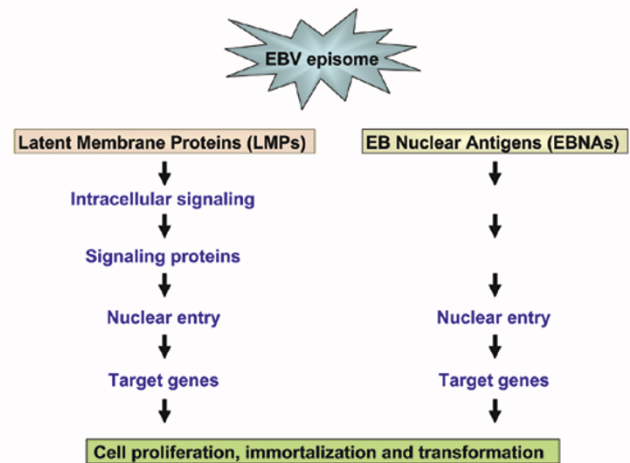 EBV episome
Latent Membrane Proteins (LMPs)
EB Nuclear Antigens (EBNAs)
Intracellular signaling
Signaling proteins
Nuclear entry
Nuclear entry
Target genes
Target genes
Cell proliferation, immortalization and transformation